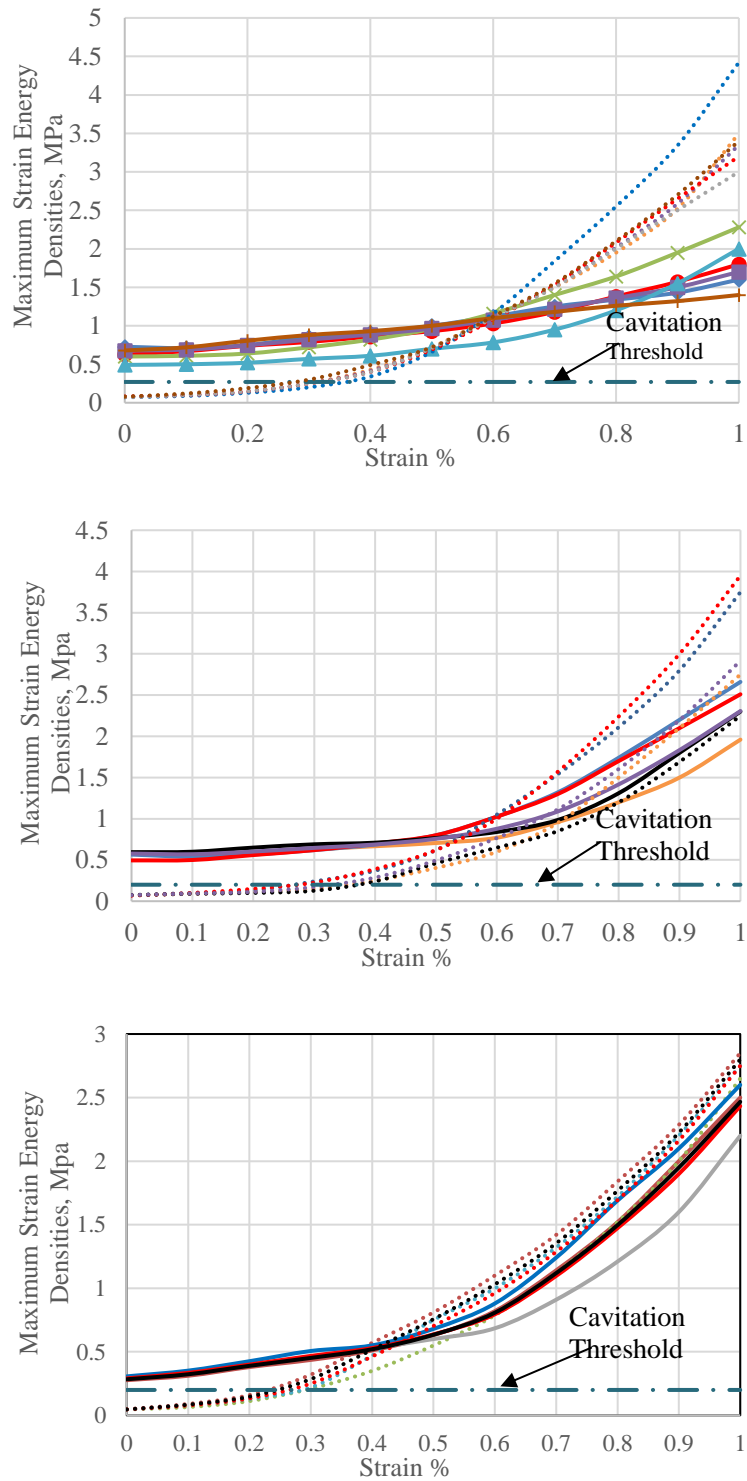 5
4.5
4
3.5
3
2.5
2
1.5
1
0.5
0
Maximum Strain Energy
Densities, MPa
Cavitation
Threshold
0 0.2 0.4 0.6 0.8 1
Strain %
4.5
4
3.5
3
2.5
2
1.5
1
0.5
0
Maximum Strain Energy
Densities, Mpa
Cavitation
Threshold
0 0.1 0.2 0.3 0.4 0.5 0.6 0.7 0.8 0.9 1
Strain %
3
2.5
2
1.5
1
0.5
0
Maximum Strain Energy
Densities, Mpa
Cavitation
Threshold
0 0.1 0.2 0.3 0.4 0.5 0.6 0.7 0.8 0.9 1
Strain %